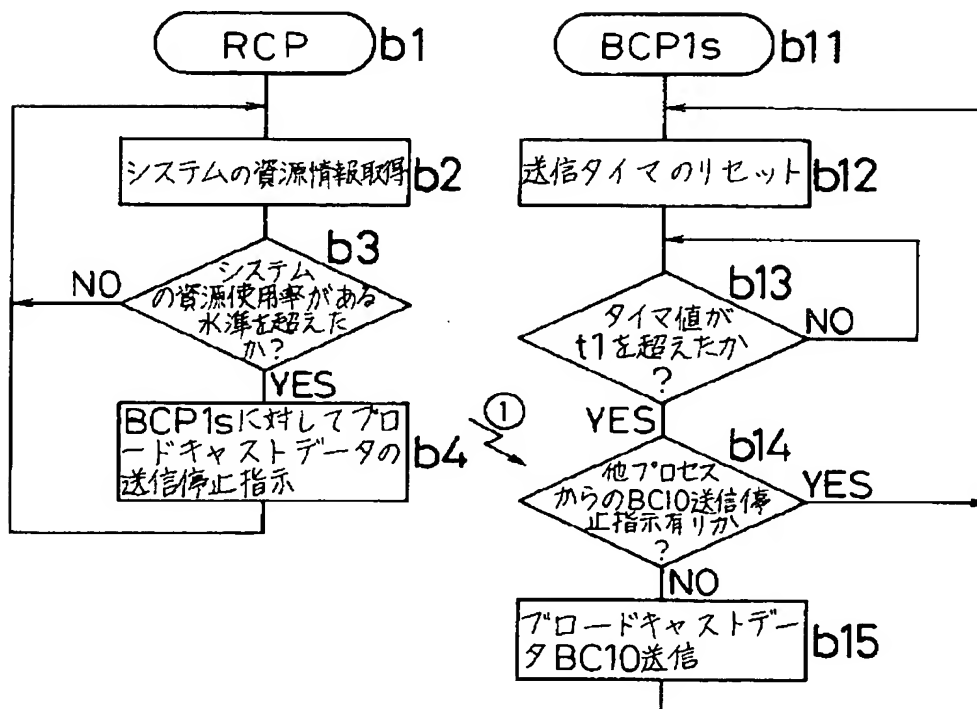 RCP b1
システムの資源情報取得 b2
b3
システム
の資源使用率がある
水準を超えた
か?
NO
YES
BCP1sに対してブロ
ードキャストデータの
送信停止指示
b4
①
BCP1s b11
送信タイマのリセット b12
b13
タイマ値が
t1を超えたか
?
NO
YES
b14
他プロセス
からのBC10送信停
止指示有りか
?
YES
NO
ブロードキャストデー
タBC10送信
b15